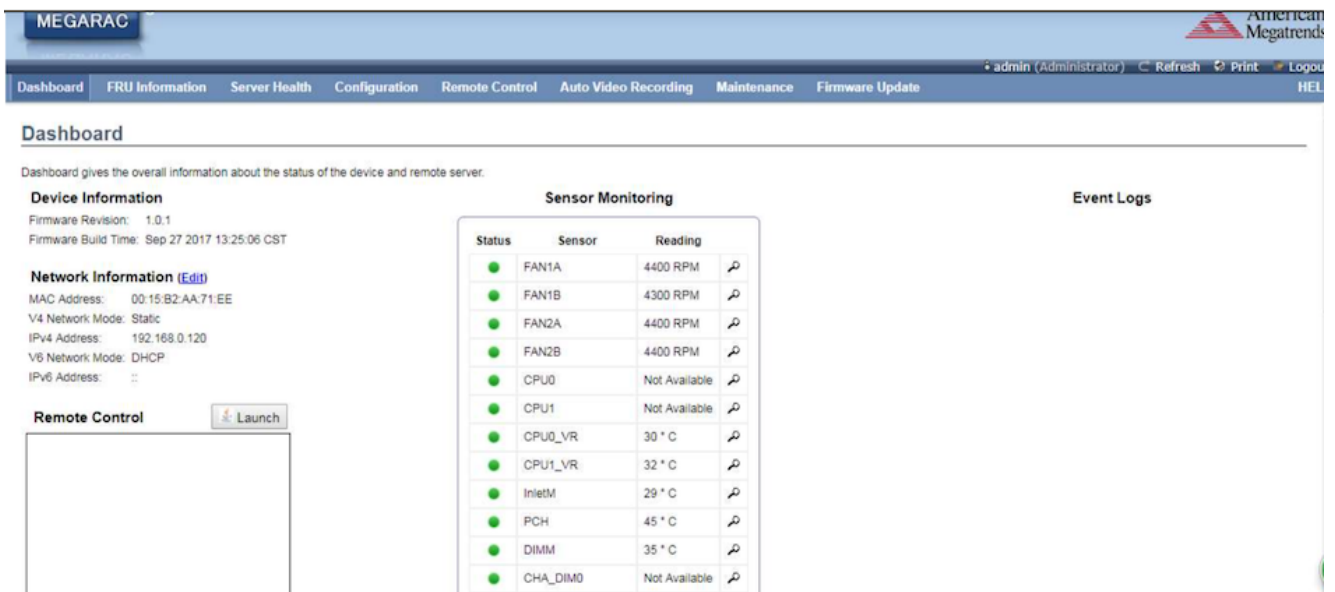 MEGARAC
American
Megatrends
admin (Administrator) Refresh Print Logou
Dashboard FRU Information Server Health Configuration Remote Control Auto Video Recording Maintenance Firmware Update HEL
Dashboard
Dashboard gives the overall information about the status of the device and remote server.
Device Information
Firmware Revision: 1.0.1
Firmware Build Time: Sep 27 2017 13:25:06 CST
Network Information (Edit)
MAC Address: 00:15:B2:AA:71:EE
V4 Network Mode: Static
IPv4 Address: 192.168.0.120
V6 Network Mode: DHCP
IPv6 Address: ::
Remote Control Launch
Sensor Monitoring
Status Sensor Reading
FAN1A 4400 RPM
FAN1B 4300 RPM
FAN2A 4400 RPM
FAN2B 4400 RPM
CPU0 Not Available
CPU1 Not Available
CPU0_VR 30 ° C
CPU1_VR 32 ° C
InletM 29 ° C
PCH 45 ° C
DIMM 35 ° C
CHA_DIM0 Not Available
Event Logs